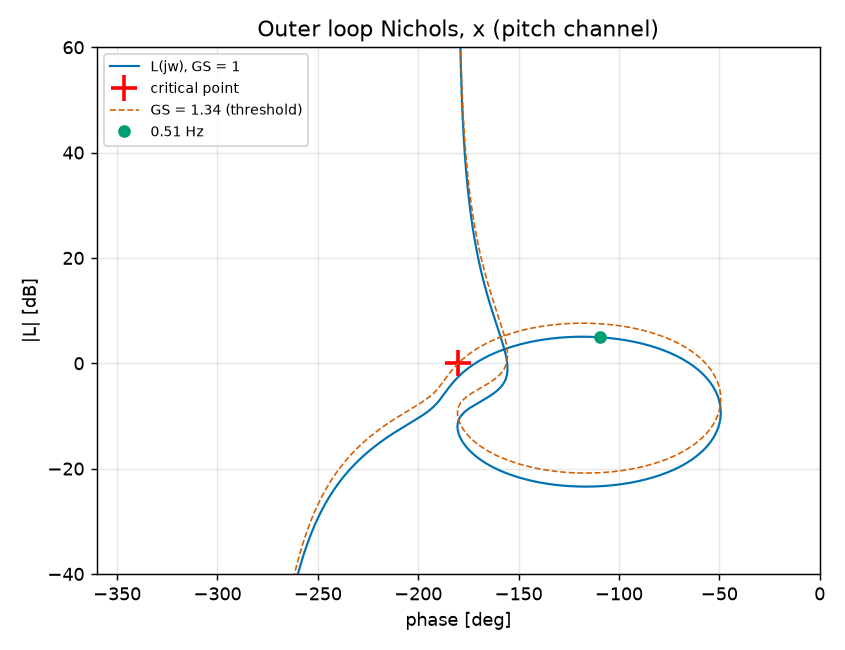 Outer loop Nichols, x (pitch channel)
L(jw), GS = 1
critical point
GS = 1.34 (threshold)
0.51 Hz
|L| [dB]
60
40
20
0
−20
−40
−350 −300 −250 −200 −150 −100 −50 0
phase [deg]